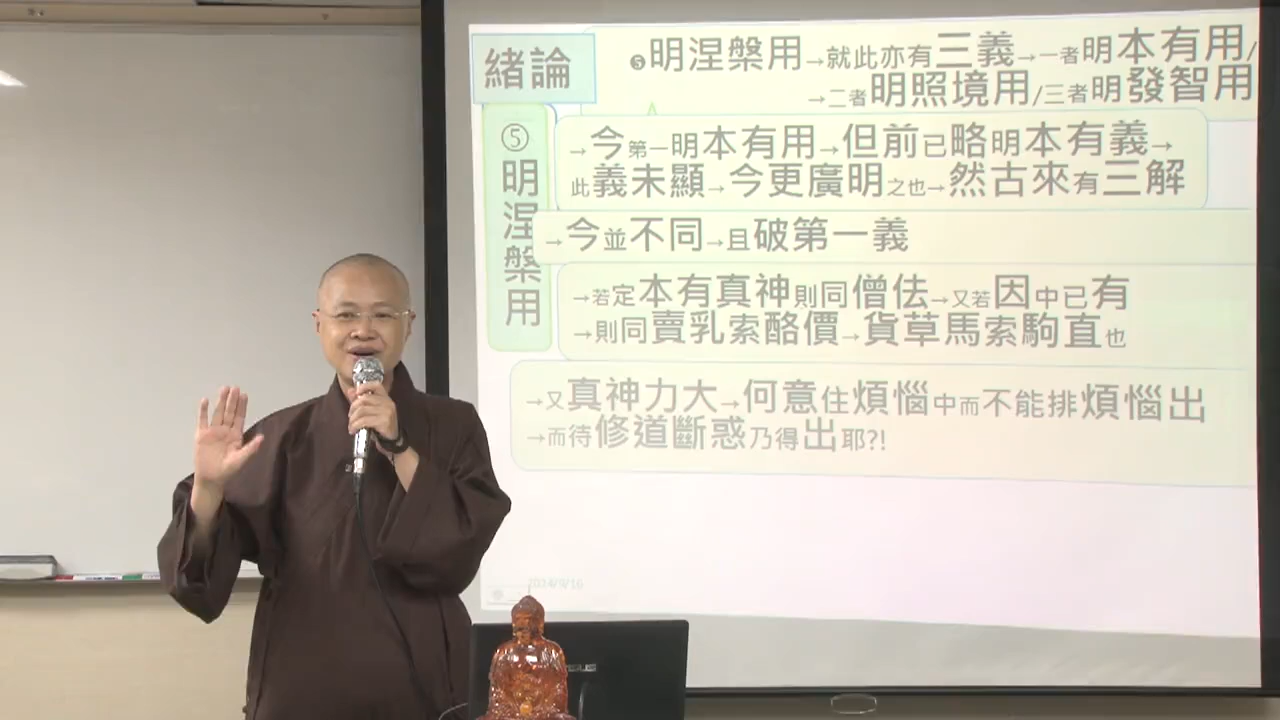 緒論
❺明涅槃用→就此亦有三義→一者明本有用/
→二者明照境用/三者明發智用
⑤明涅槃用
→今第一明本有用→但前已略明本有義→
此義未顯→今更廣明之也→然古來有三解
→今並不同→且破第一義
→若定本有真神則同僧佉→又若因中已有
→則同賣乳索酪價→貨草馬索駒直也
→又真神力大→何意住煩惱中而不能排煩惱出
→而待修道斷惑乃得出耶?!
2014/9/16